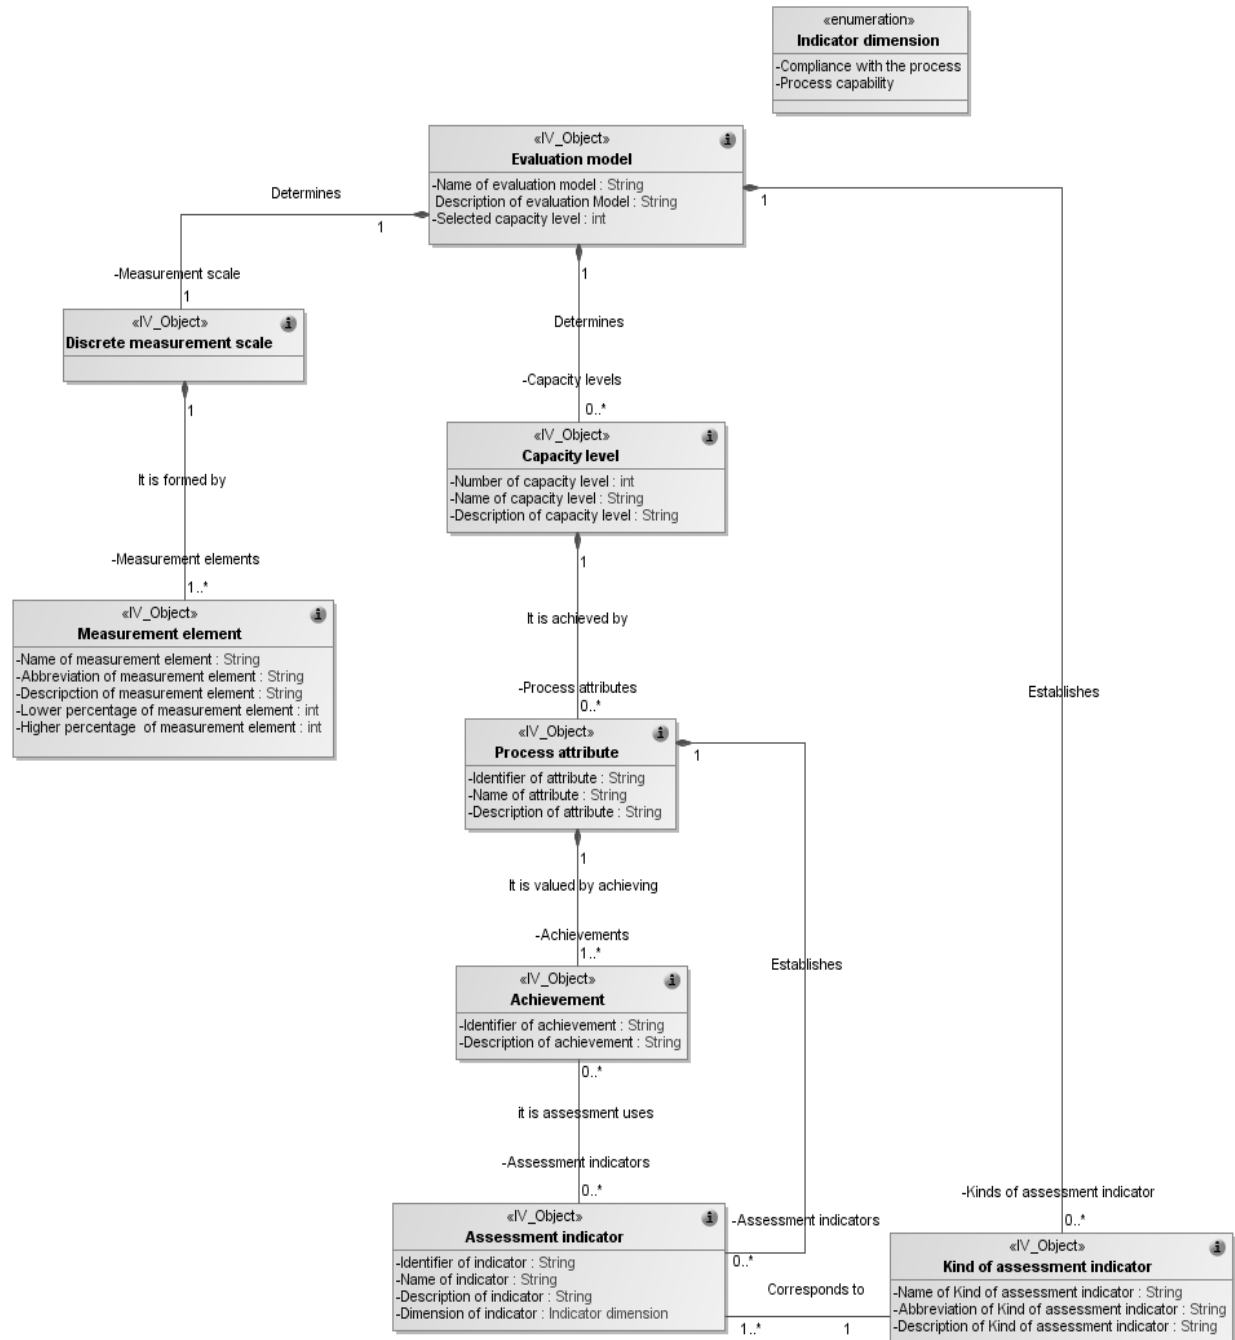 «enumeration»
Indicator dimension
-Compliance with the process
-Process capability
«IV_Object»
Evaluation model
-Name of evaluation model : String
Description of evaluation Model : String
-Selected capacity level : int
Determines
1
1
1
-Measurement scale
1
Determines
«IV_Object»
Discrete measurement scale
-Capacity levels
0..*
1
«IV_Object»
Capacity level
-Number of capacity level : int
-Name of capacity level : String
-Description of capacity level : String
It is formed by
-Measurement elements
1..*
1
«IV_Object»
Measurement element
-Name of measurement element : String
-Abbreviation of measurement element : String
-Descripction of measurement element : String
-Lower percentage of measurement element : int
-Higher percentage  of measurement element : int
It is achieved by
-Process attributes
0..*
Establishes
«IV_Object»
Process attribute
-Identifier of attribute : String
-Name of attribute : String
-Description of attribute : String
1
1
It is valued by achieving
-Achievements
1..*
Establishes
«IV_Object»
Achievement
-Identifier of achievement : String
-Description of achievement : String
0..*
it is assessment uses
-Assessment indicators
0..*
-Kinds of assessment indicator
0..*
«IV_Object»
Assessment indicator
-Identifier of indicator : String
-Name of indicator : String
-Description of indicator : String
-Dimension of indicator : Indicator dimension
-Assessment indicators
0..*
Corresponds to
1..*
1
«IV_Object»
Kind of assessment indicator
-Name of Kind of assessment indicator : String
-Abbreviation of Kind of assessment indicator : String
-Description of Kind of assessment indicator : String